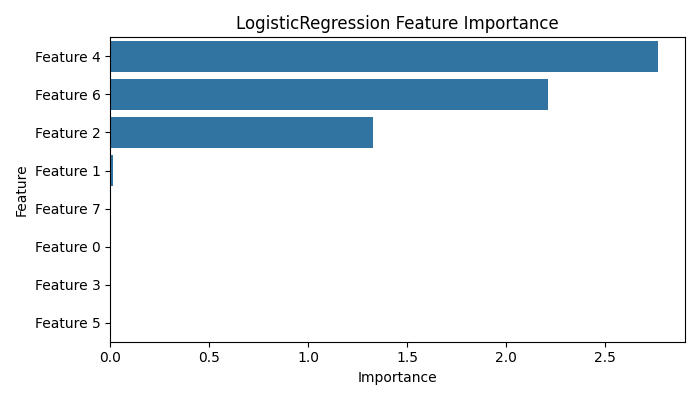 LogisticRegression Feature Importance
Feature 4
Feature 6
Feature 2
Feature 1
Feature 7
Feature 0
Feature 3
Feature 5
Feature
0.0 0.5 1.0 1.5 2.0 2.5
Importance